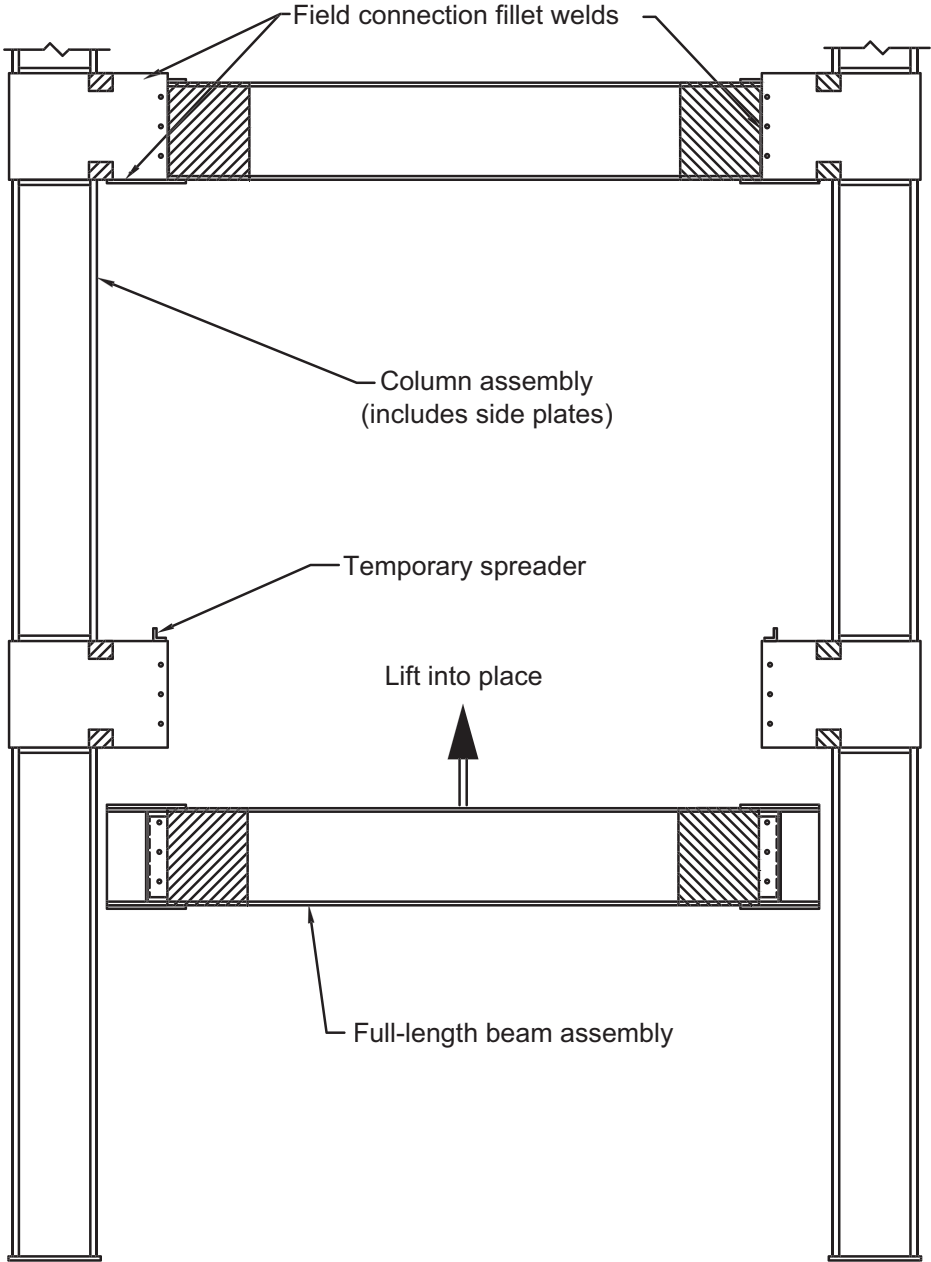 Field connection fillet welds
Column assembly
(includes side plates)
Temporary spreader
Lift into place
Full-length beam assembly